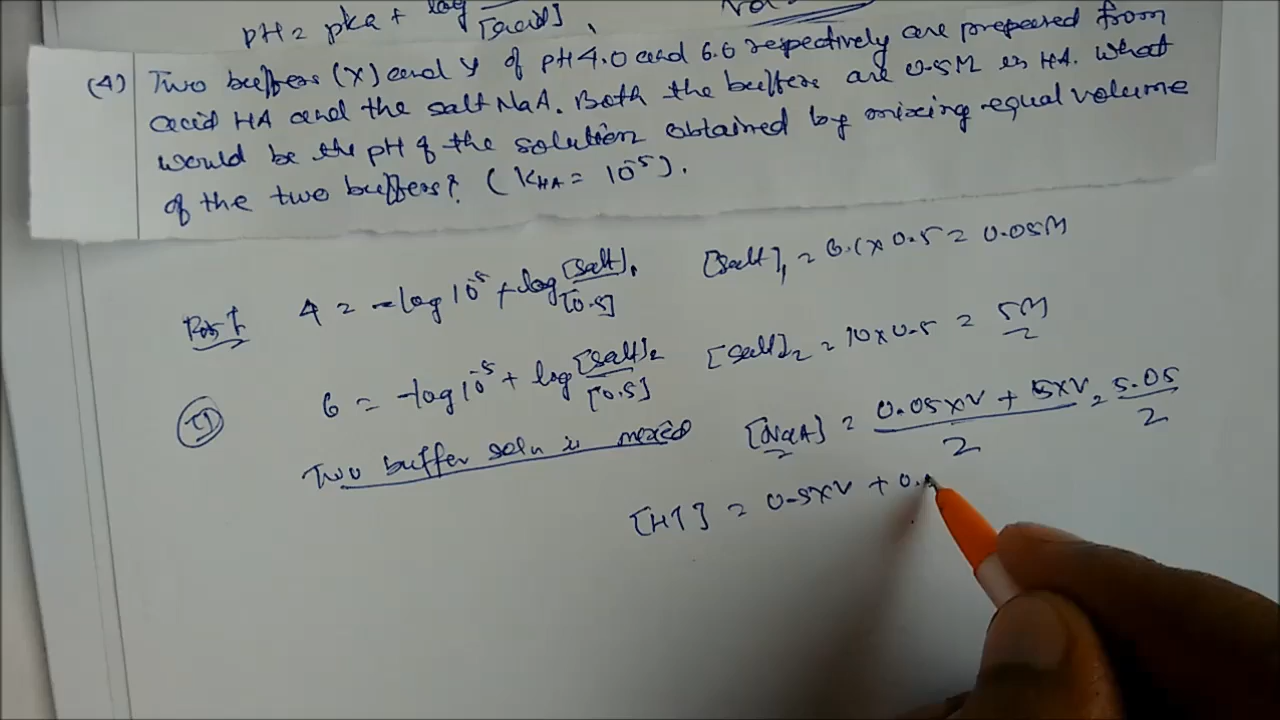 pH = pka + log
[acid].
(4) Two buffers (X) and Y of pH 4.0 and 6.0 respectively are prepared from
acid HA and the salt NaA. Both the buffers are 0.5M in HA. what
would be the pH of the solution obtained by mixing equal volume
of the two buffers? (KHA = 10⁻⁵).
4 = -log 10⁻⁵ + log [salt]₁ / [0.5] [salt]₁ = 0.1 x 0.5 = 0.05M
(II) 6 = -log 10⁻⁵ + log [salt]₂ / [0.5] [salt]₂ = 10 x 0.5 = 5M
Two buffer soln is mixed [NaA] = 0.05xV + 5xV / 2 = 5.05 / 2
[HA] = 0.5xV + 0.